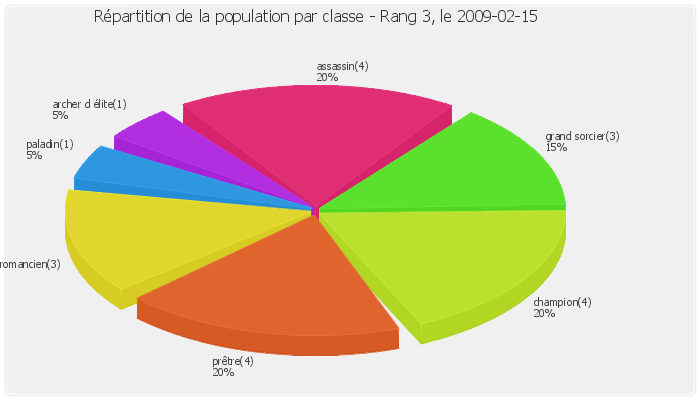 Répartition de la population par classe - Rang 3, le 2009-02-15
assassin(4)
20%
archer d élite(1)
5%
grand sorcier(3)
15%
paladin(1)
5%
romancien(3)
champion(4)
20%
prêtre(4)
20%